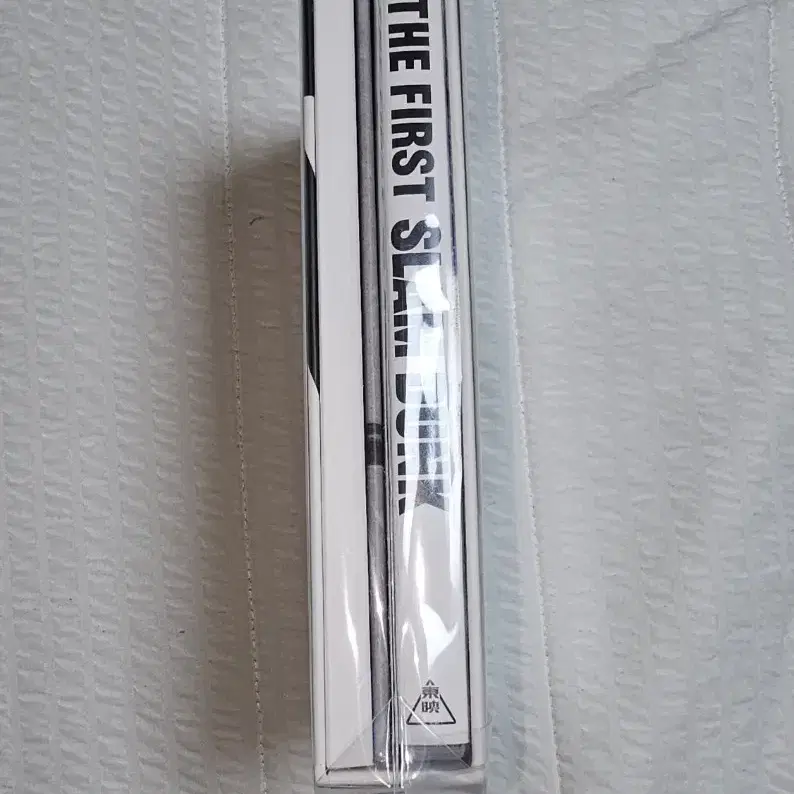 THE FIRST SLAM DUNK
東映